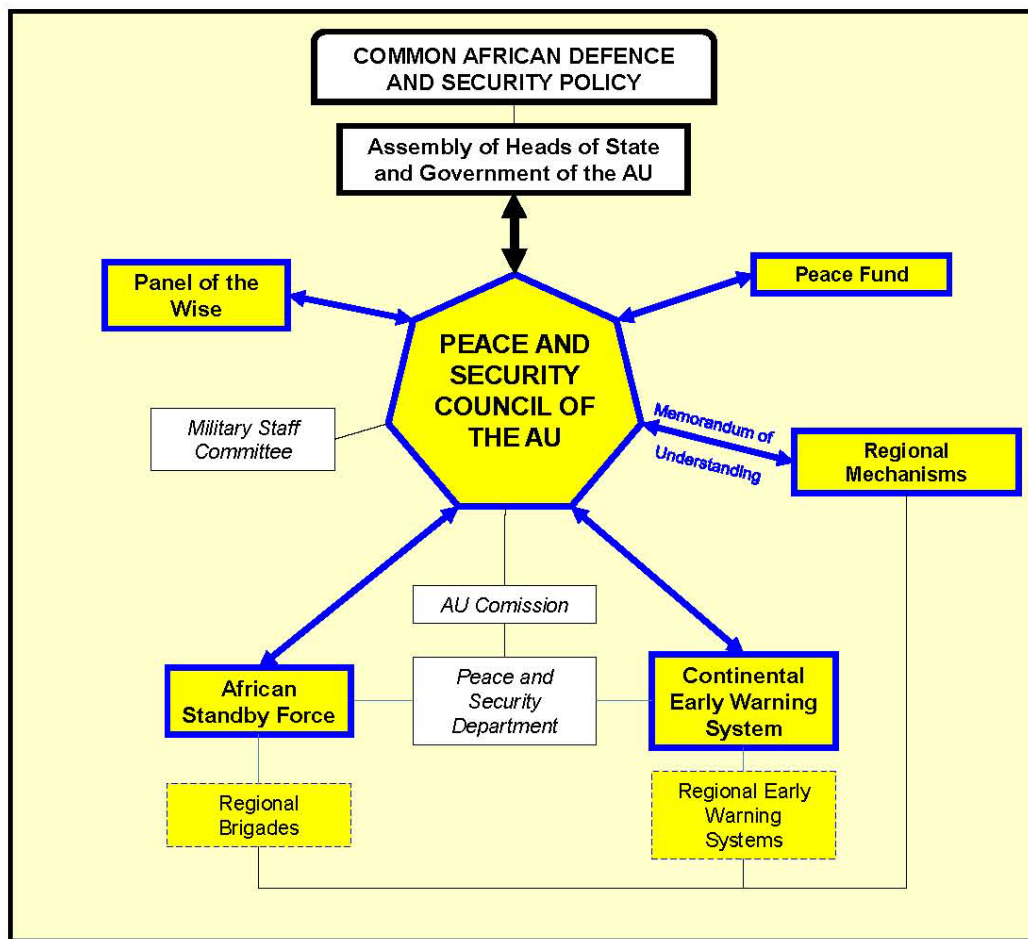 COMMON AFRICAN DEFENCE
AND SECURITY POLICY
Assembly of Heads of State
and Government of the AU
Panel of the
Wise
Peace Fund
PEACE AND
SECURITY
COUNCIL OF
THE AU
Military Staff
Committee
Memorandum of
Understanding
Regional
Mechanisms
AU Comission
African
Standby Force
Peace and
Security
Department
Continental
Early Warning
System
Regional
Brigades
Regional Early
Warning
Systems